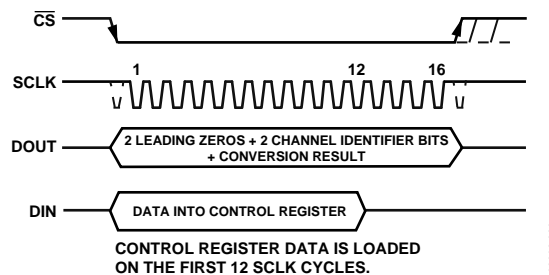 CS
1 12 16
SCLK
2 LEADING ZEROS + 2 CHANNEL IDENTIFIER BITS
DOUT
+ CONVERSION RESULT
DIN DATA INTO CONTROL REGISTER
CONTROL REGISTER DATA IS LOADED
ON THE FIRST 12 SCLK CYCLES.